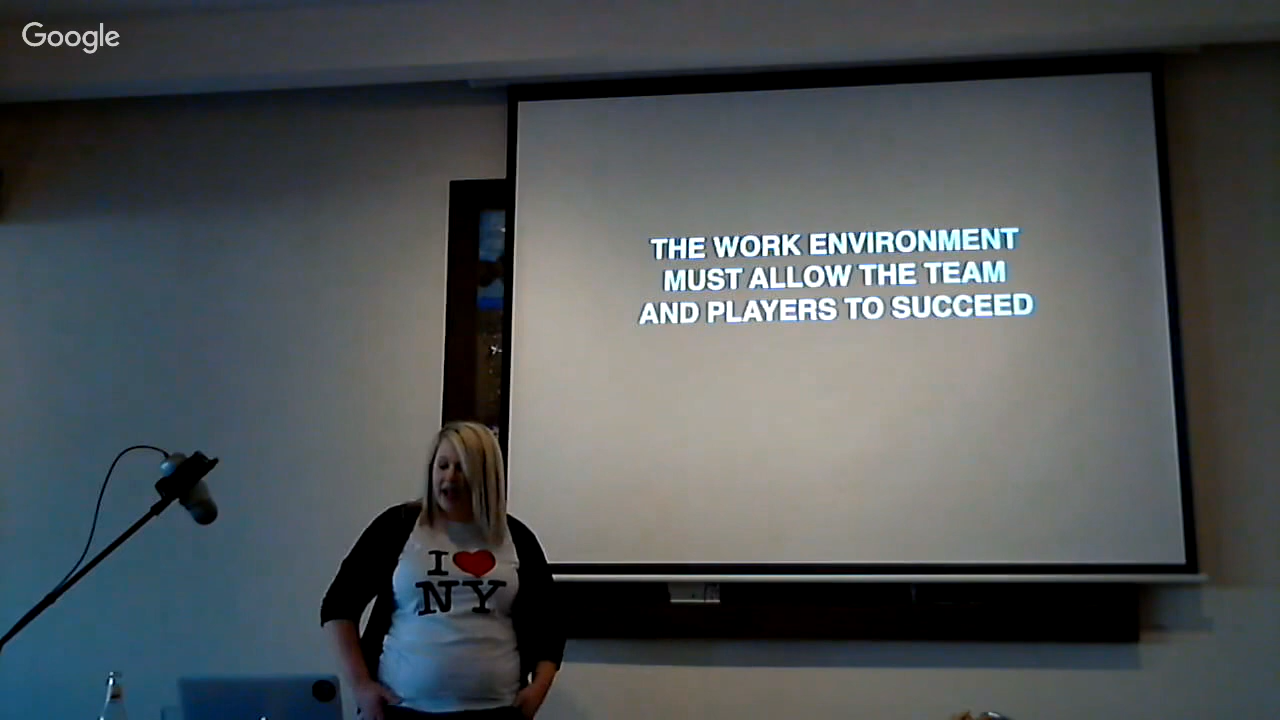 Google
THE WORK ENVIRONMENT
MUST ALLOW THE TEAM
AND PLAYERS TO SUCCEED
I ❤
NY